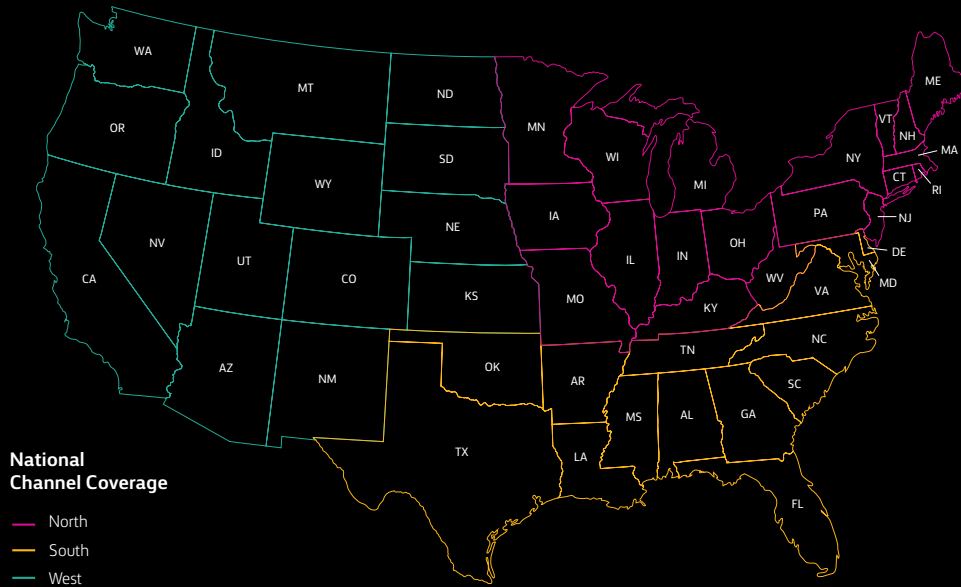 WA
MT
ND
MN
ME
VT
NH
MA
OR
ID
SD
WI
NY
MI
CT
RI
WY
NE
IA
PA
NJ
NV
UT
CO
IL
IN
OH
DE
CA
KS
MO
WV
MD
VA
KY
AZ
NM
OK
AR
TN
NC
SC
MS
AL
GA
TX
LA
FL
National
Channel Coverage
North
South
West